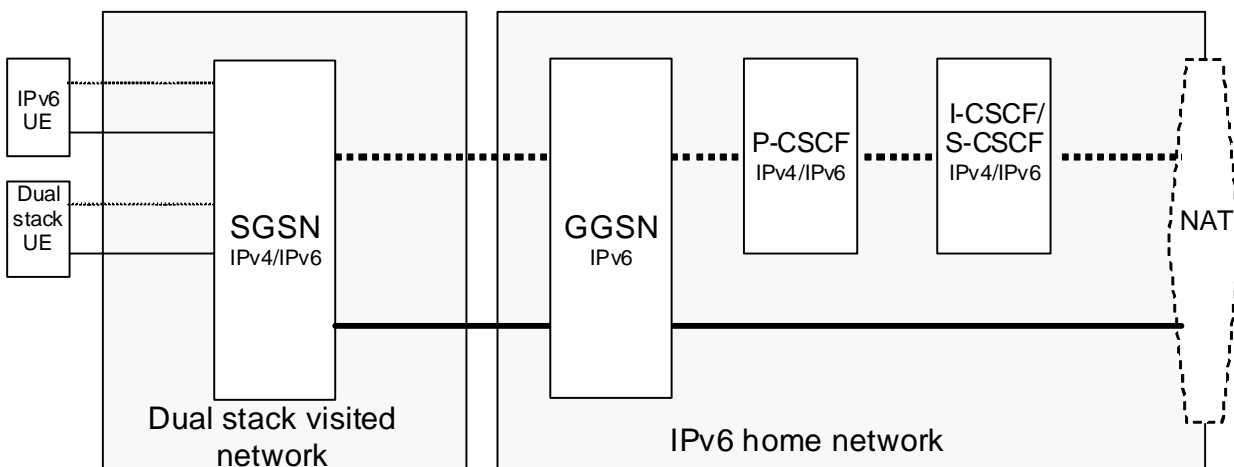 IPv6
UE
Dual
stack
UE
SGSN
IPv4/IPv6
Dual stack visited
network
GGSN
IPv6
P-CSCF
IPv4/IPv6
I-CSCF/
S-CSCF
IPv4/IPv6
NAT
IPv6 home network